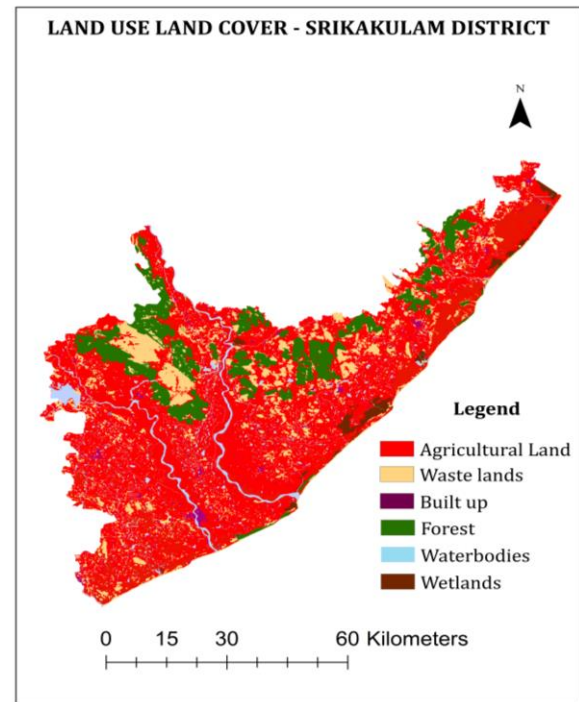 LAND USE LAND COVER - SRIKAKULAM DISTRICT
N
Legend
Agricultural Land
Waste lands
Built up
Forest
Waterbodies
Wetlands
0 15 30 60 Kilometers